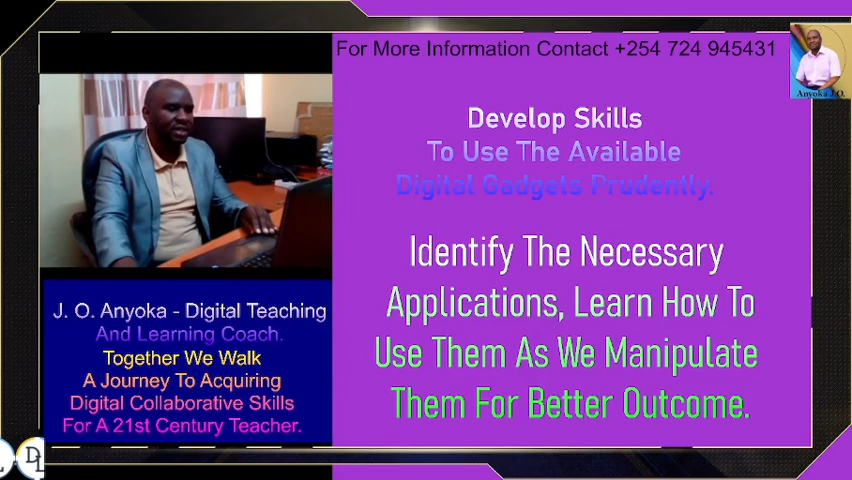 For More Information Contact +254 724 945431
Anyoka J.O.
Develop Skills
To Use The Available
Digital Gadgets Prudently.
Identify The Necessary
Applications, Learn How To
Use Them As We Manipulate
Them For Better Outcome.
J. O. Anyoka - Digital Teaching
And Learning Coach.
Together We Walk
A Journey To Acquiring
Digital Collaborative Skills
For A 21st Century Teacher.
DL